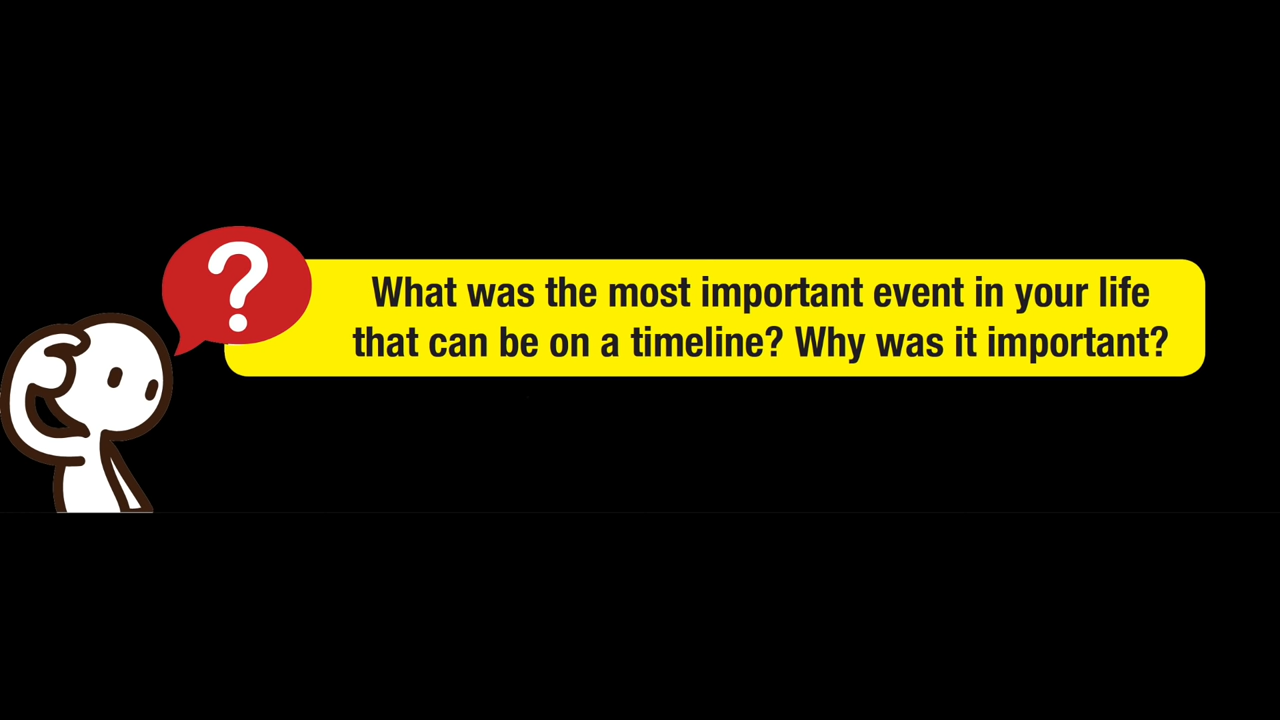 ?
What was the most important event in your life
that can be on a timeline? Why was it important?